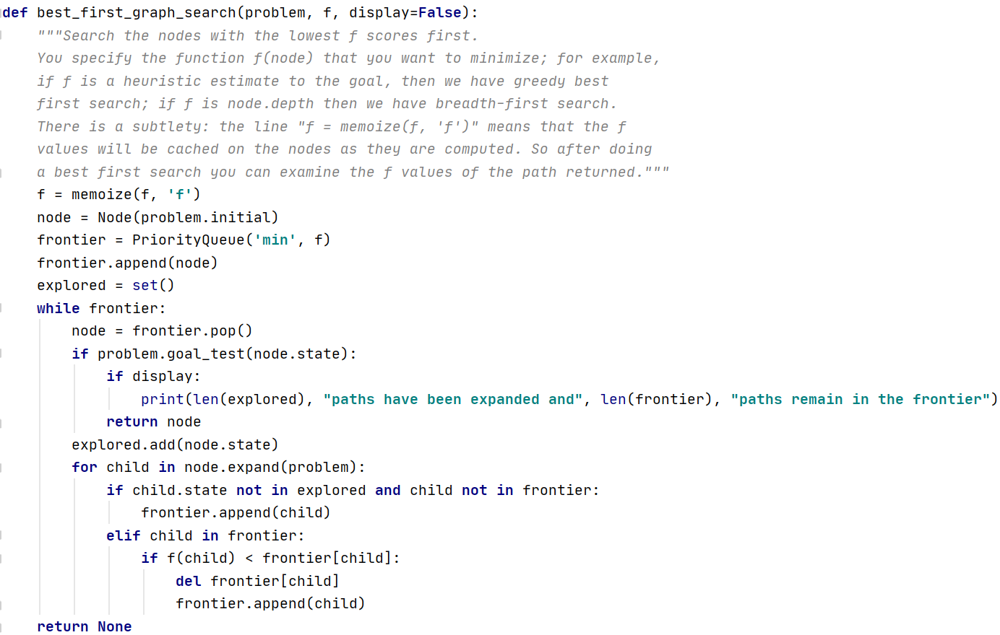 def best_first_graph_search(problem, f, display=False):
    """Search the nodes with the lowest f scores first.
    You specify the function f(node) that you want to minimize; for example,
    if f is a heuristic estimate to the goal, then we have greedy best
    first search; if f is node.depth then we have breadth-first search.
    There is a subtlety: the line "f = memoize(f, 'f')" means that the f
    values will be cached on the nodes as they are computed. So after doing
    a best first search you can examine the f values of the path returned."""
    f = memoize(f, 'f')
    node = Node(problem.initial)
    frontier = PriorityQueue('min', f)
    frontier.append(node)
    explored = set()
    while frontier:
        node = frontier.pop()
        if problem.goal_test(node.state):
            if display:
                print(len(explored), "paths have been expanded and", len(frontier), "paths remain in the frontier")
            return node
        explored.add(node.state)
        for child in node.expand(problem):
            if child.state not in explored and child not in frontier:
                frontier.append(child)
            elif child in frontier:
                if f(child) < frontier[child]:
                    del frontier[child]
                    frontier.append(child)
    return None